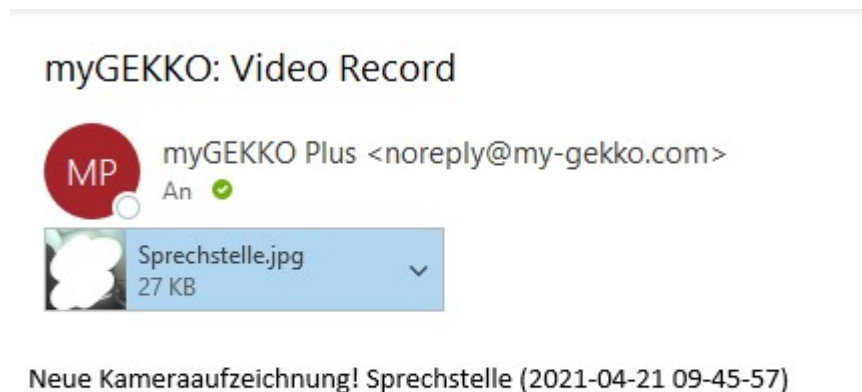 myGEKKO: Video Record
MP
myGEKKO Plus <noreply@my-gekko.com>
An
Sprechstelle.jpg
27 KB
Neue Kameraaufzeichnung! Sprechstelle (2021-04-21 09-45-57)